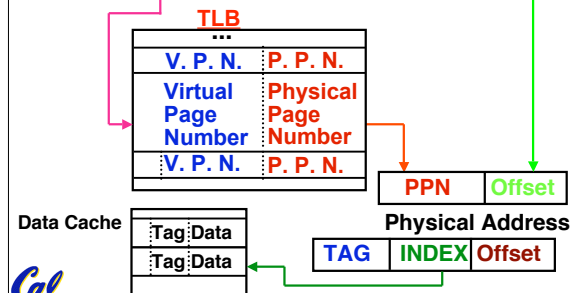 TLB
...
V. P. N. P. P. N.
Virtual Page Number Physical Page Number
V. P. N. P. P. N.
PPN Offset
Data Cache
Physical Address
Tag Data
Tag Data
TAG INDEX Offset
Cal